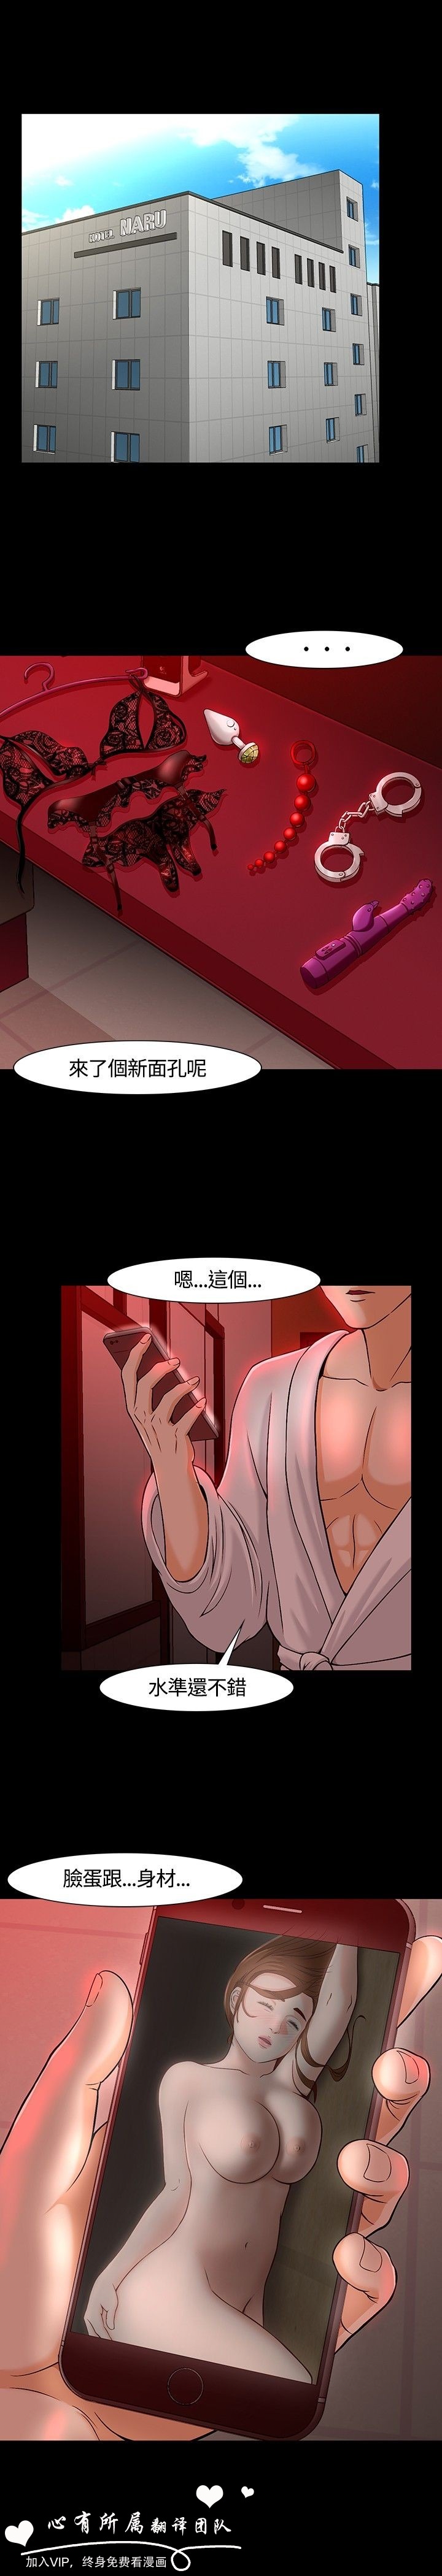 HOTEL NARU
...
來了個新面孔呢
嗯...這個...
水準還不錯
臉蛋跟...身材...
心有所属翻译团队
加入VIP，终身免费看漫画